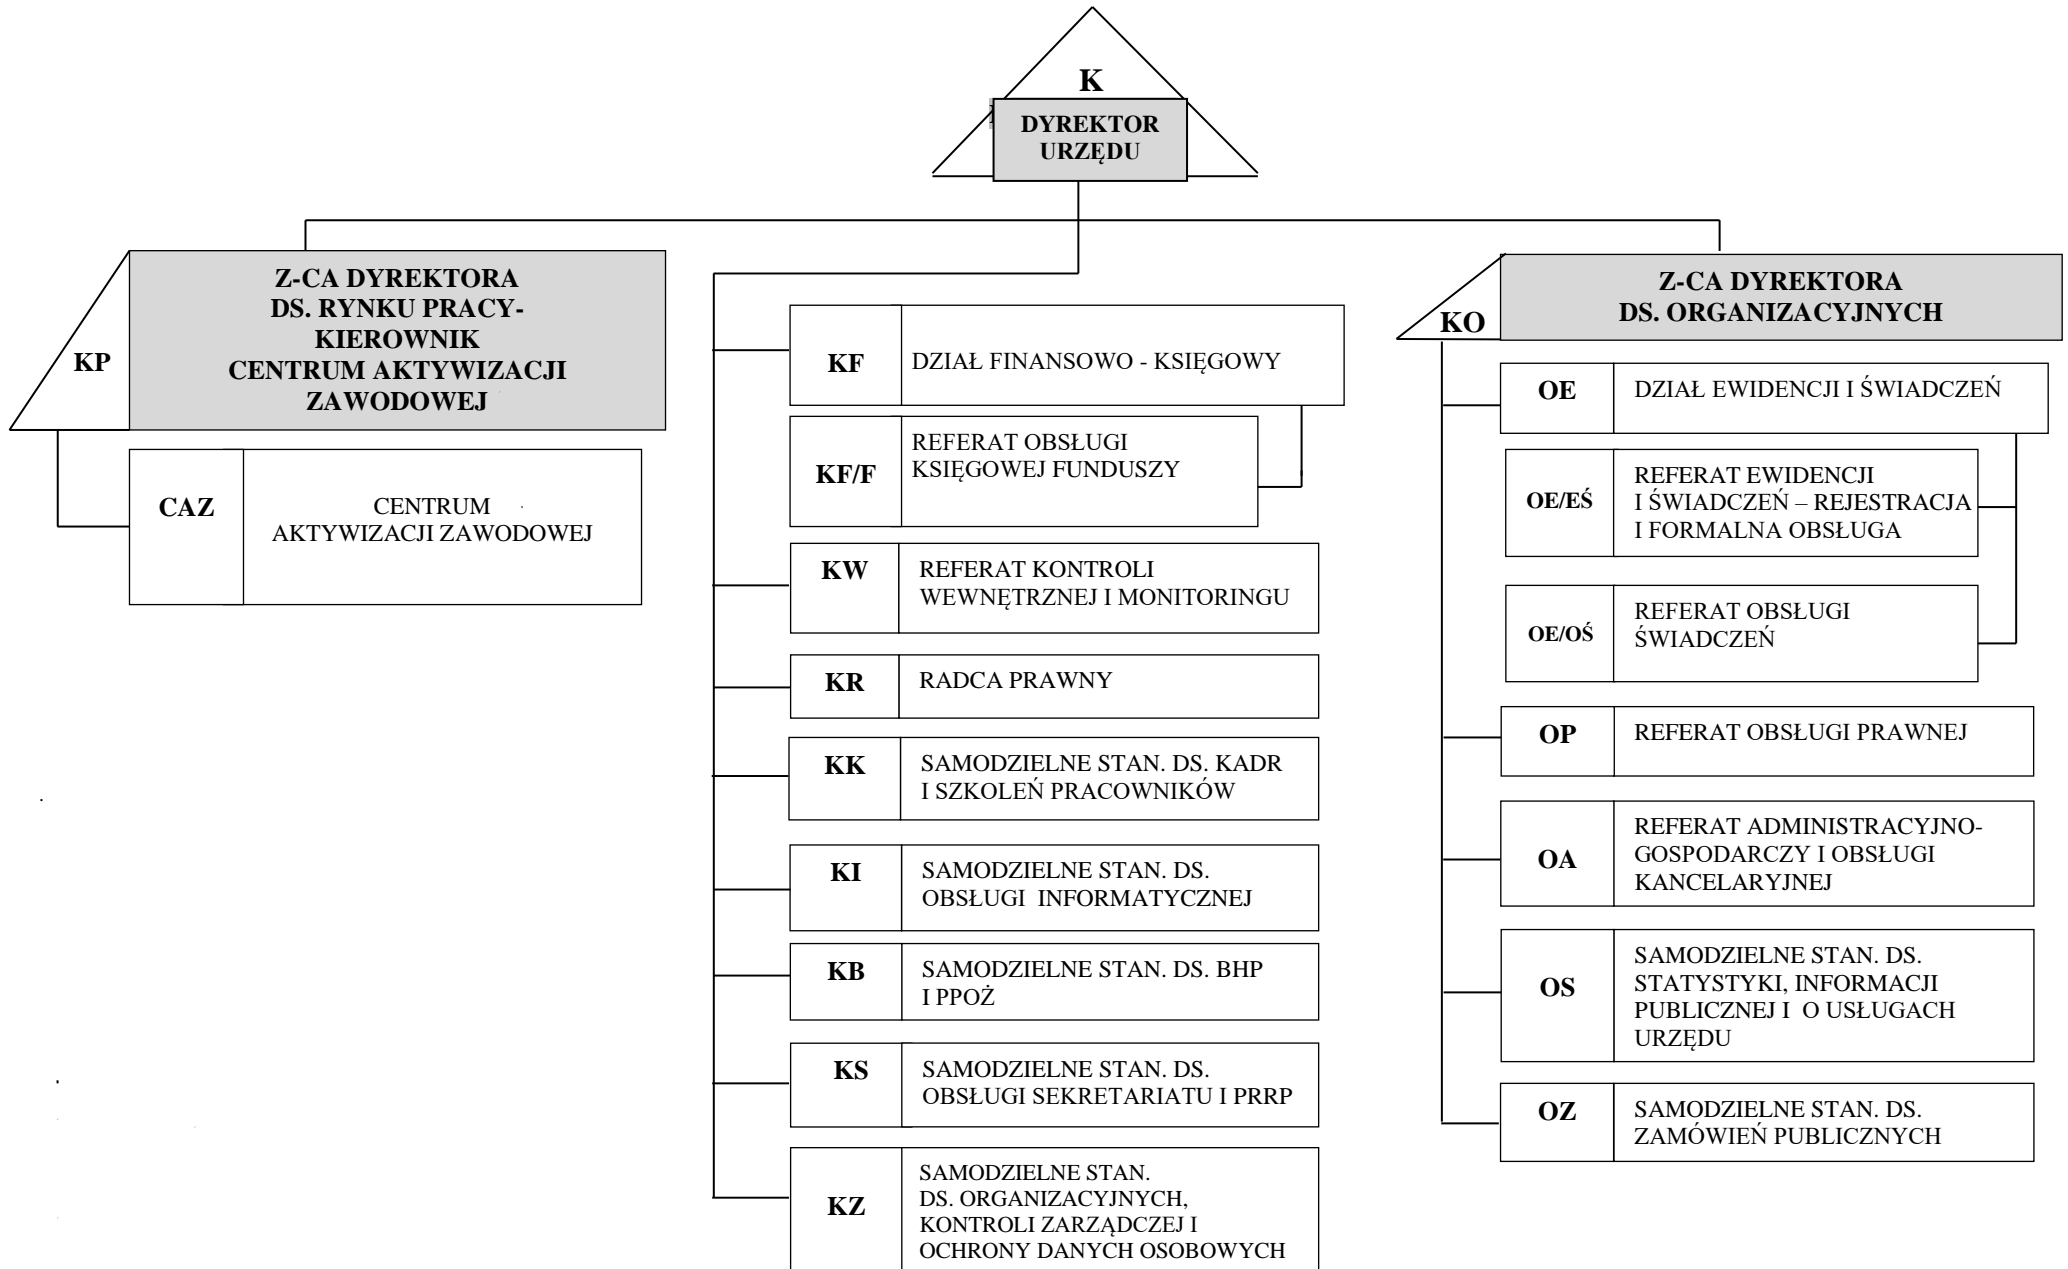 K
DYREKTOR
URZĘDU
KP
Z-CA DYREKTORA
DS. RYNKU PRACY-
KIEROWNIK
CENTRUM AKTYWIZACJI
ZAWODOWEJ
CAZ
CENTRUM
AKTYWIZACJI ZAWODOWEJ
KF
DZIAŁ FINANSOWO - KSIĘGOWY
KF/F
REFERAT OBSŁUGI
KSIĘGOWEJ FUNDUSZY
KW
REFERAT KONTROLI
WEWNĘTRZNEJ I MONITORINGU
KR
RADCA PRAWNY
KK
SAMODZIELNE STAN. DS. KADR
I SZKOLEŃ PRACOWNIKÓW
KI
SAMODZIELNE STAN. DS.
OBSŁUGI INFORMATYCZNEJ
KB
SAMODZIELNE STAN. DS. BHP
I PPOŻ
KS
SAMODZIELNE STAN. DS.
OBSŁUGI SEKRETARIATU I PRRP
KZ
SAMODZIELNE STAN.
DS. ORGANIZACYJNYCH,
KONTROLI ZARZĄDCZEJ I
OCHRONY DANYCH OSOBOWYCH
KO
Z-CA DYREKTORA
DS. ORGANIZACYJNYCH
OE
DZIAŁ EWIDENCJI I ŚWIADCZEŃ
OE/EŚ
REFERAT EWIDENCJI
I ŚWIADCZEŃ – REJESTRACJA
I FORMALNA OBSŁUGA
OE/OŚ
REFERAT OBSŁUGI
ŚWIADCZEŃ
OP
REFERAT OBSŁUGI PRAWNEJ
OA
REFERAT ADMINISTRACYJNO-
GOSPODARCZY I OBSŁUGI
KANCELARYJNEJ
OS
SAMODZIELNE STAN. DS.
STATYSTYKI, INFORMACJI
PUBLICZNEJ I O USŁUGACH
URZĘDU
OZ
SAMODZIELNE STAN. DS.
ZAMÓWIEŃ PUBLICZNYCH